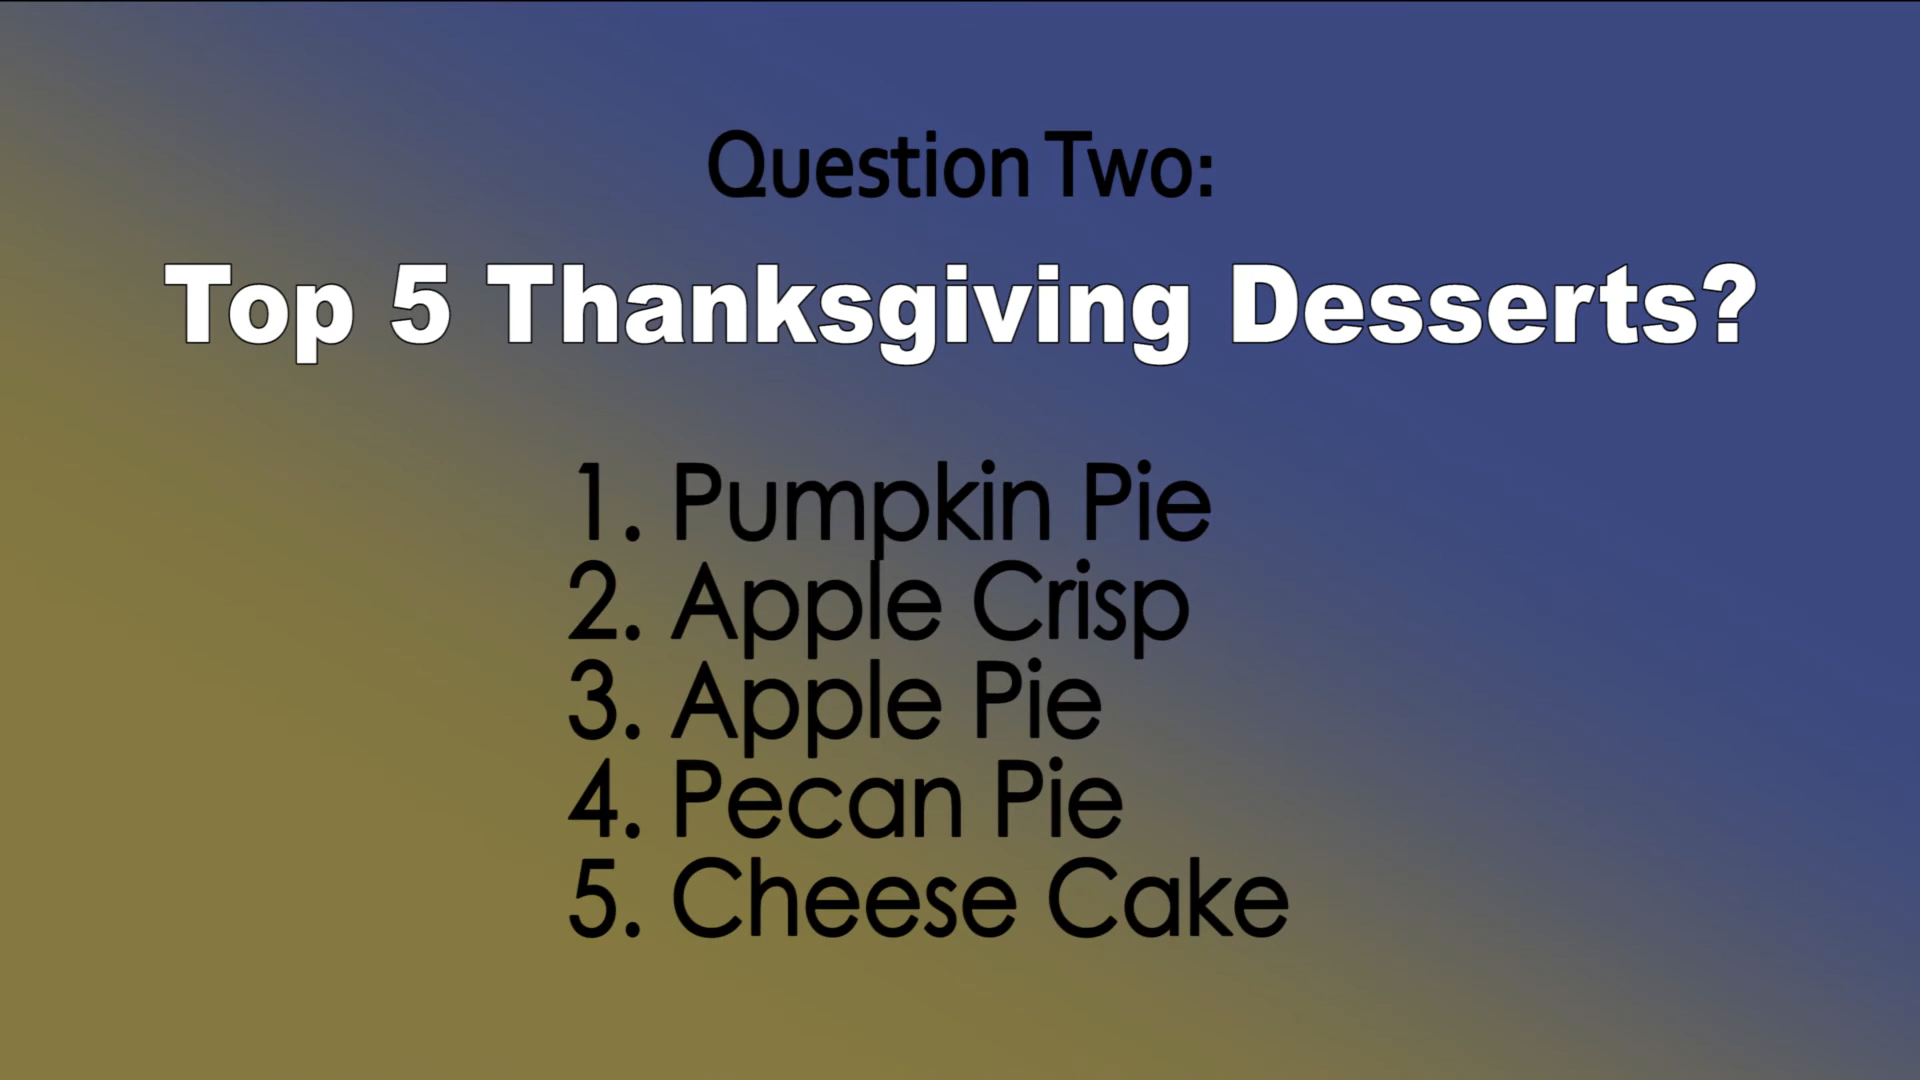 Question Two:
Top 5 Thanksgiving Desserts?
1. Pumpkin Pie
2. Apple Crisp
3. Apple Pie
4. Pecan Pie
5. Cheese Cake